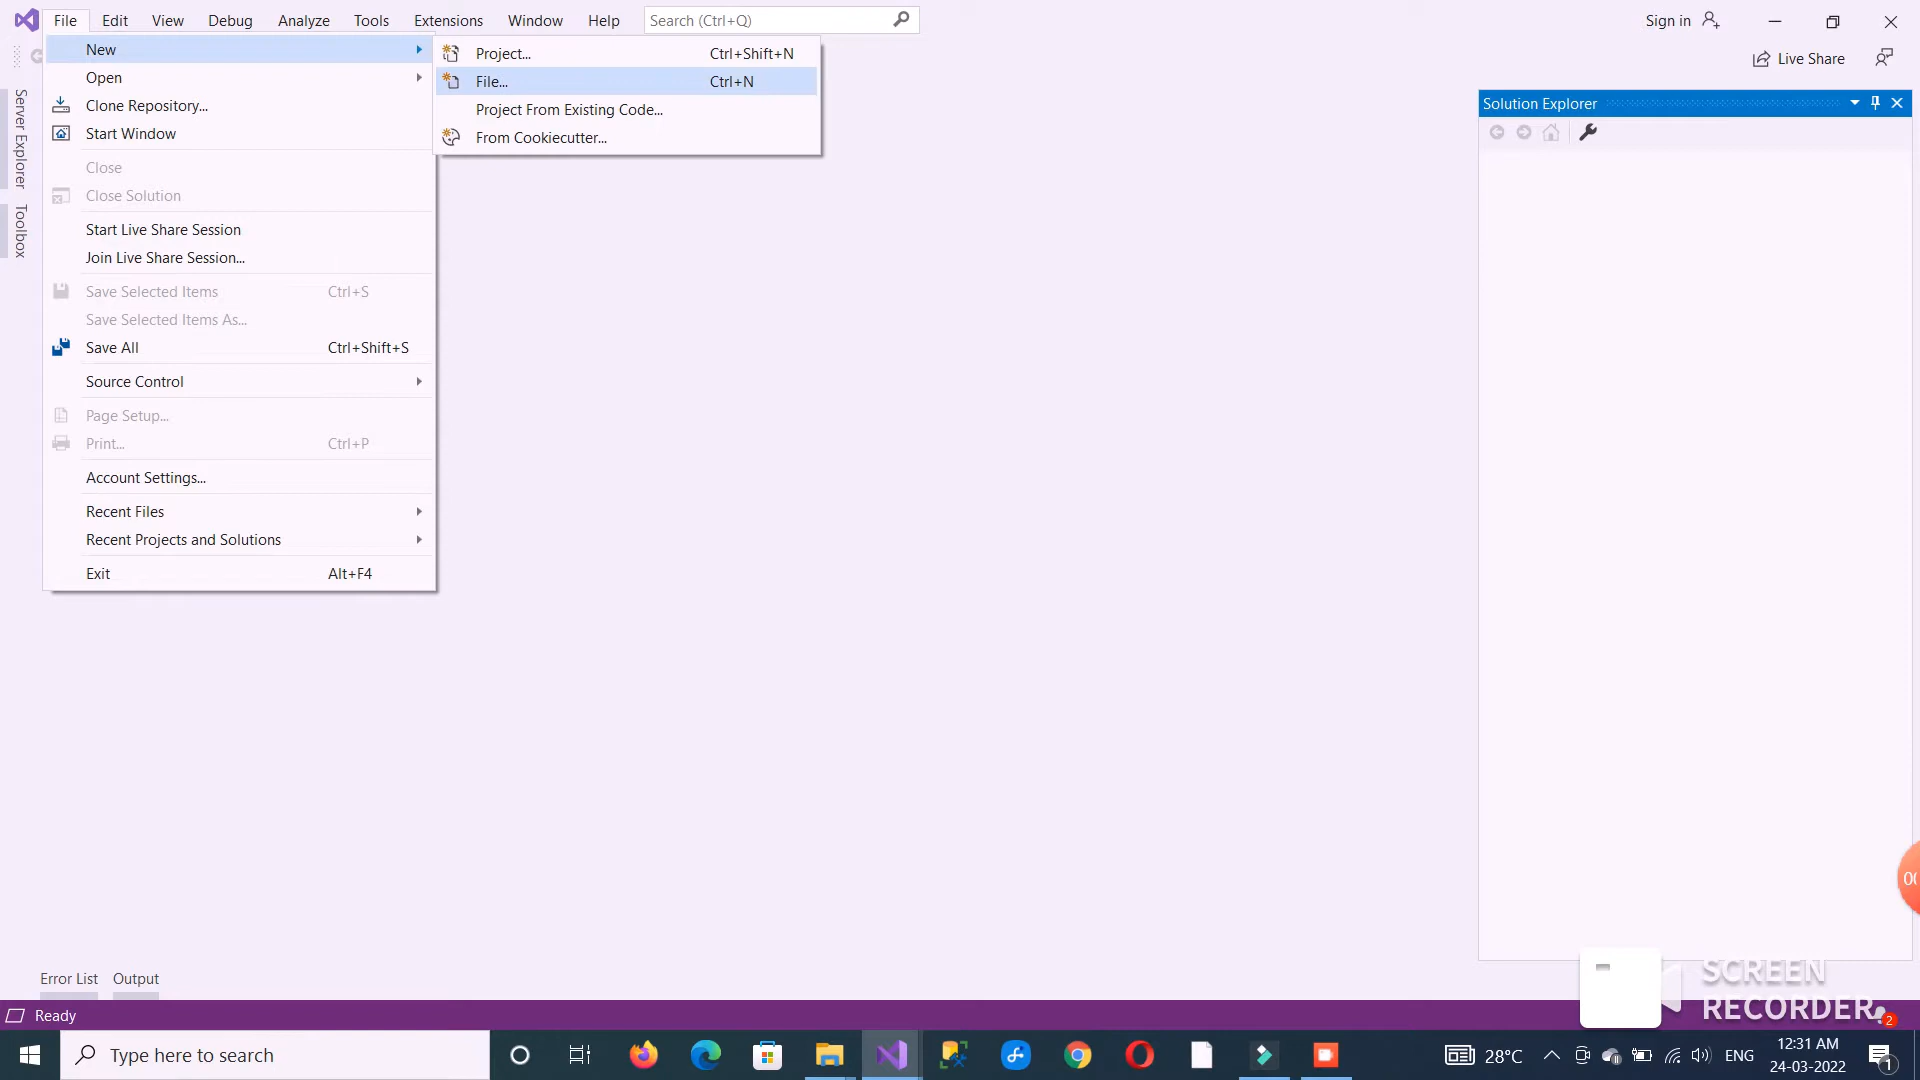 File Edit View Debug Analyze Tools Extensions Window Help Search (Ctrl+Q) Sign in
Live Share
New
Open
Clone Repository...
Start Window
Close
Close Solution
Start Live Share Session
Join Live Share Session...
Save Selected Items Ctrl+S
Save Selected Items As...
Save All Ctrl+Shift+S
Source Control
Page Setup...
Print... Ctrl+P
Account Settings...
Recent Files
Recent Projects and Solutions
Exit Alt+F4
Project... Ctrl+Shift+N
File... Ctrl+N
Project From Existing Code...
From Cookiecutter...
Server Explorer
Toolbox
Solution Explorer
00
Error List Output
SCREEN
RECORDER
2
Ready
Type here to search
28°C
ENG
12:31 AM
24-03-2022
1